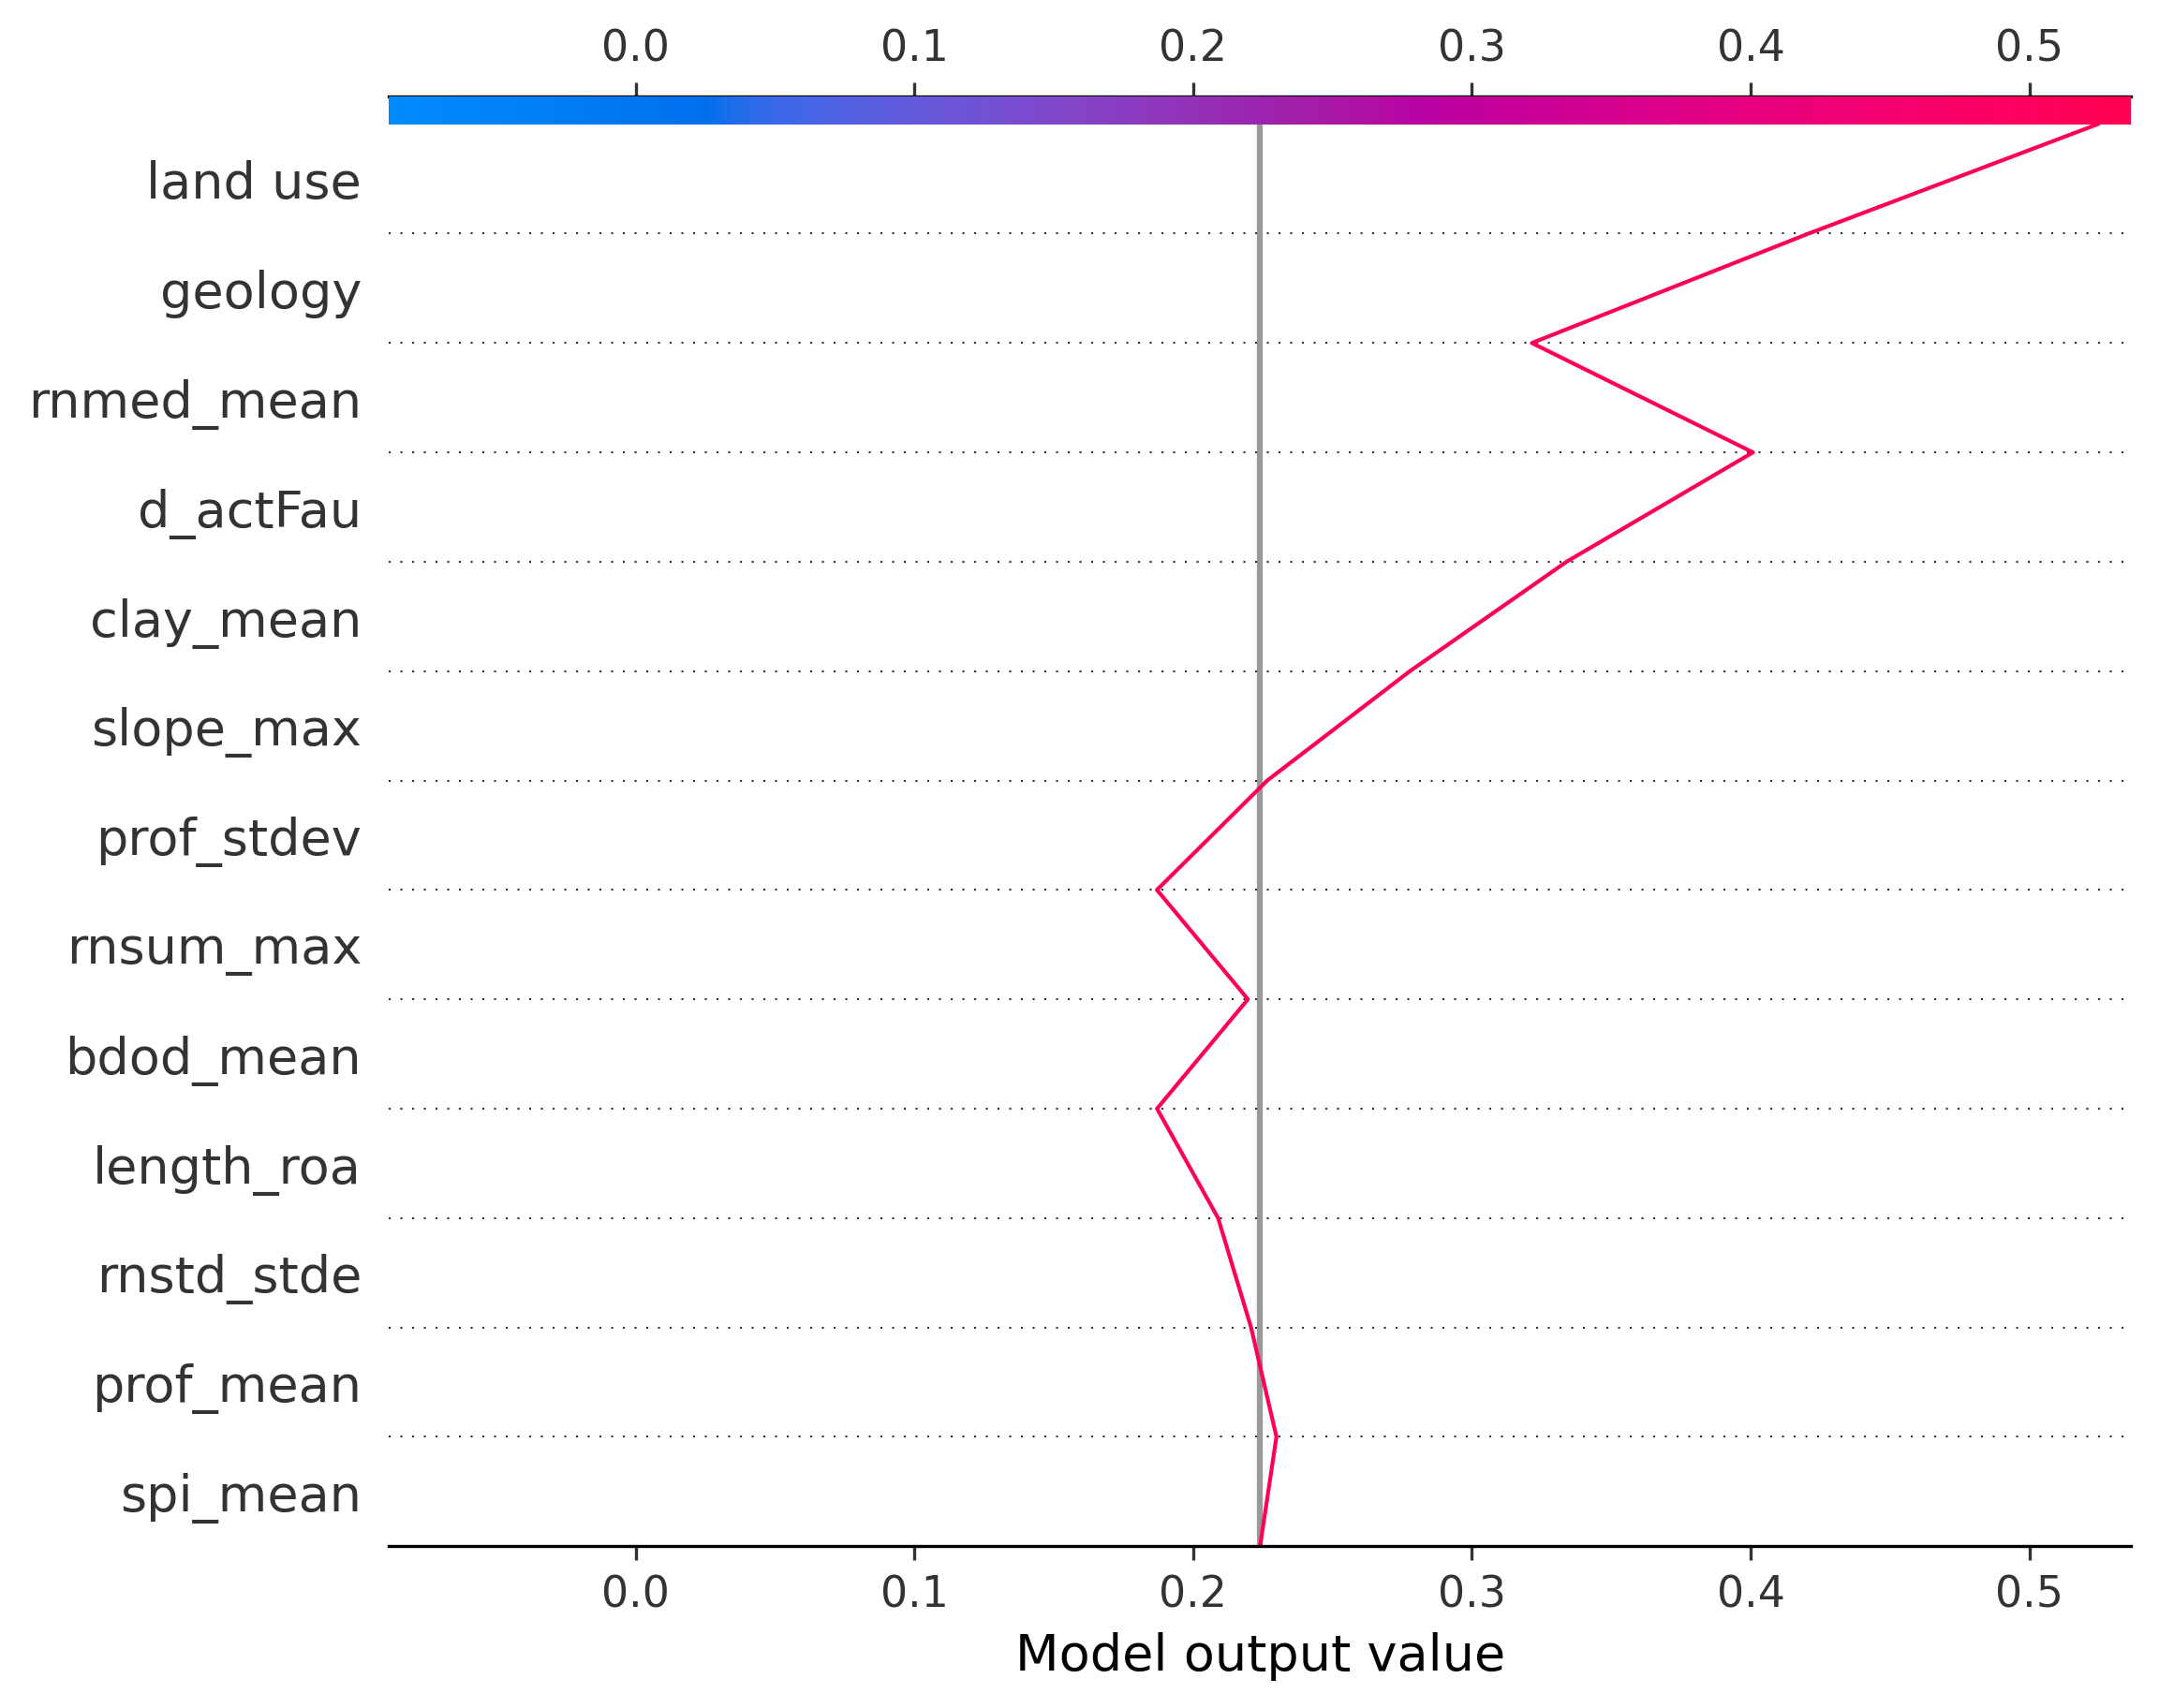 0.0 0.1 0.2 0.3 0.4 0.5
land use
geology
rnmed_mean
d_actFau
clay_mean
slope_max
prof_stdev
rnsum_max
bdod_mean
length_roa
rnstd_stde
prof_mean
spi_mean
0.0 0.1 0.2 0.3 0.4 0.5
Model output value